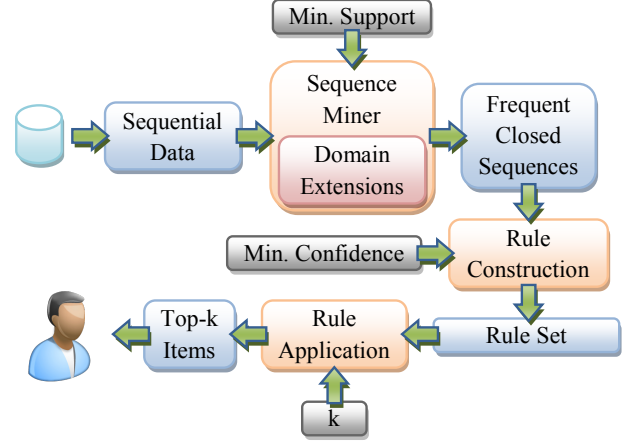 Min. Support
Sequential
Data
Sequence
Miner
Domain
Extensions
Frequent
Closed
Sequences
Min. Confidence
Rule
Construction
Top-k
Items
Rule
Application
Rule Set
k